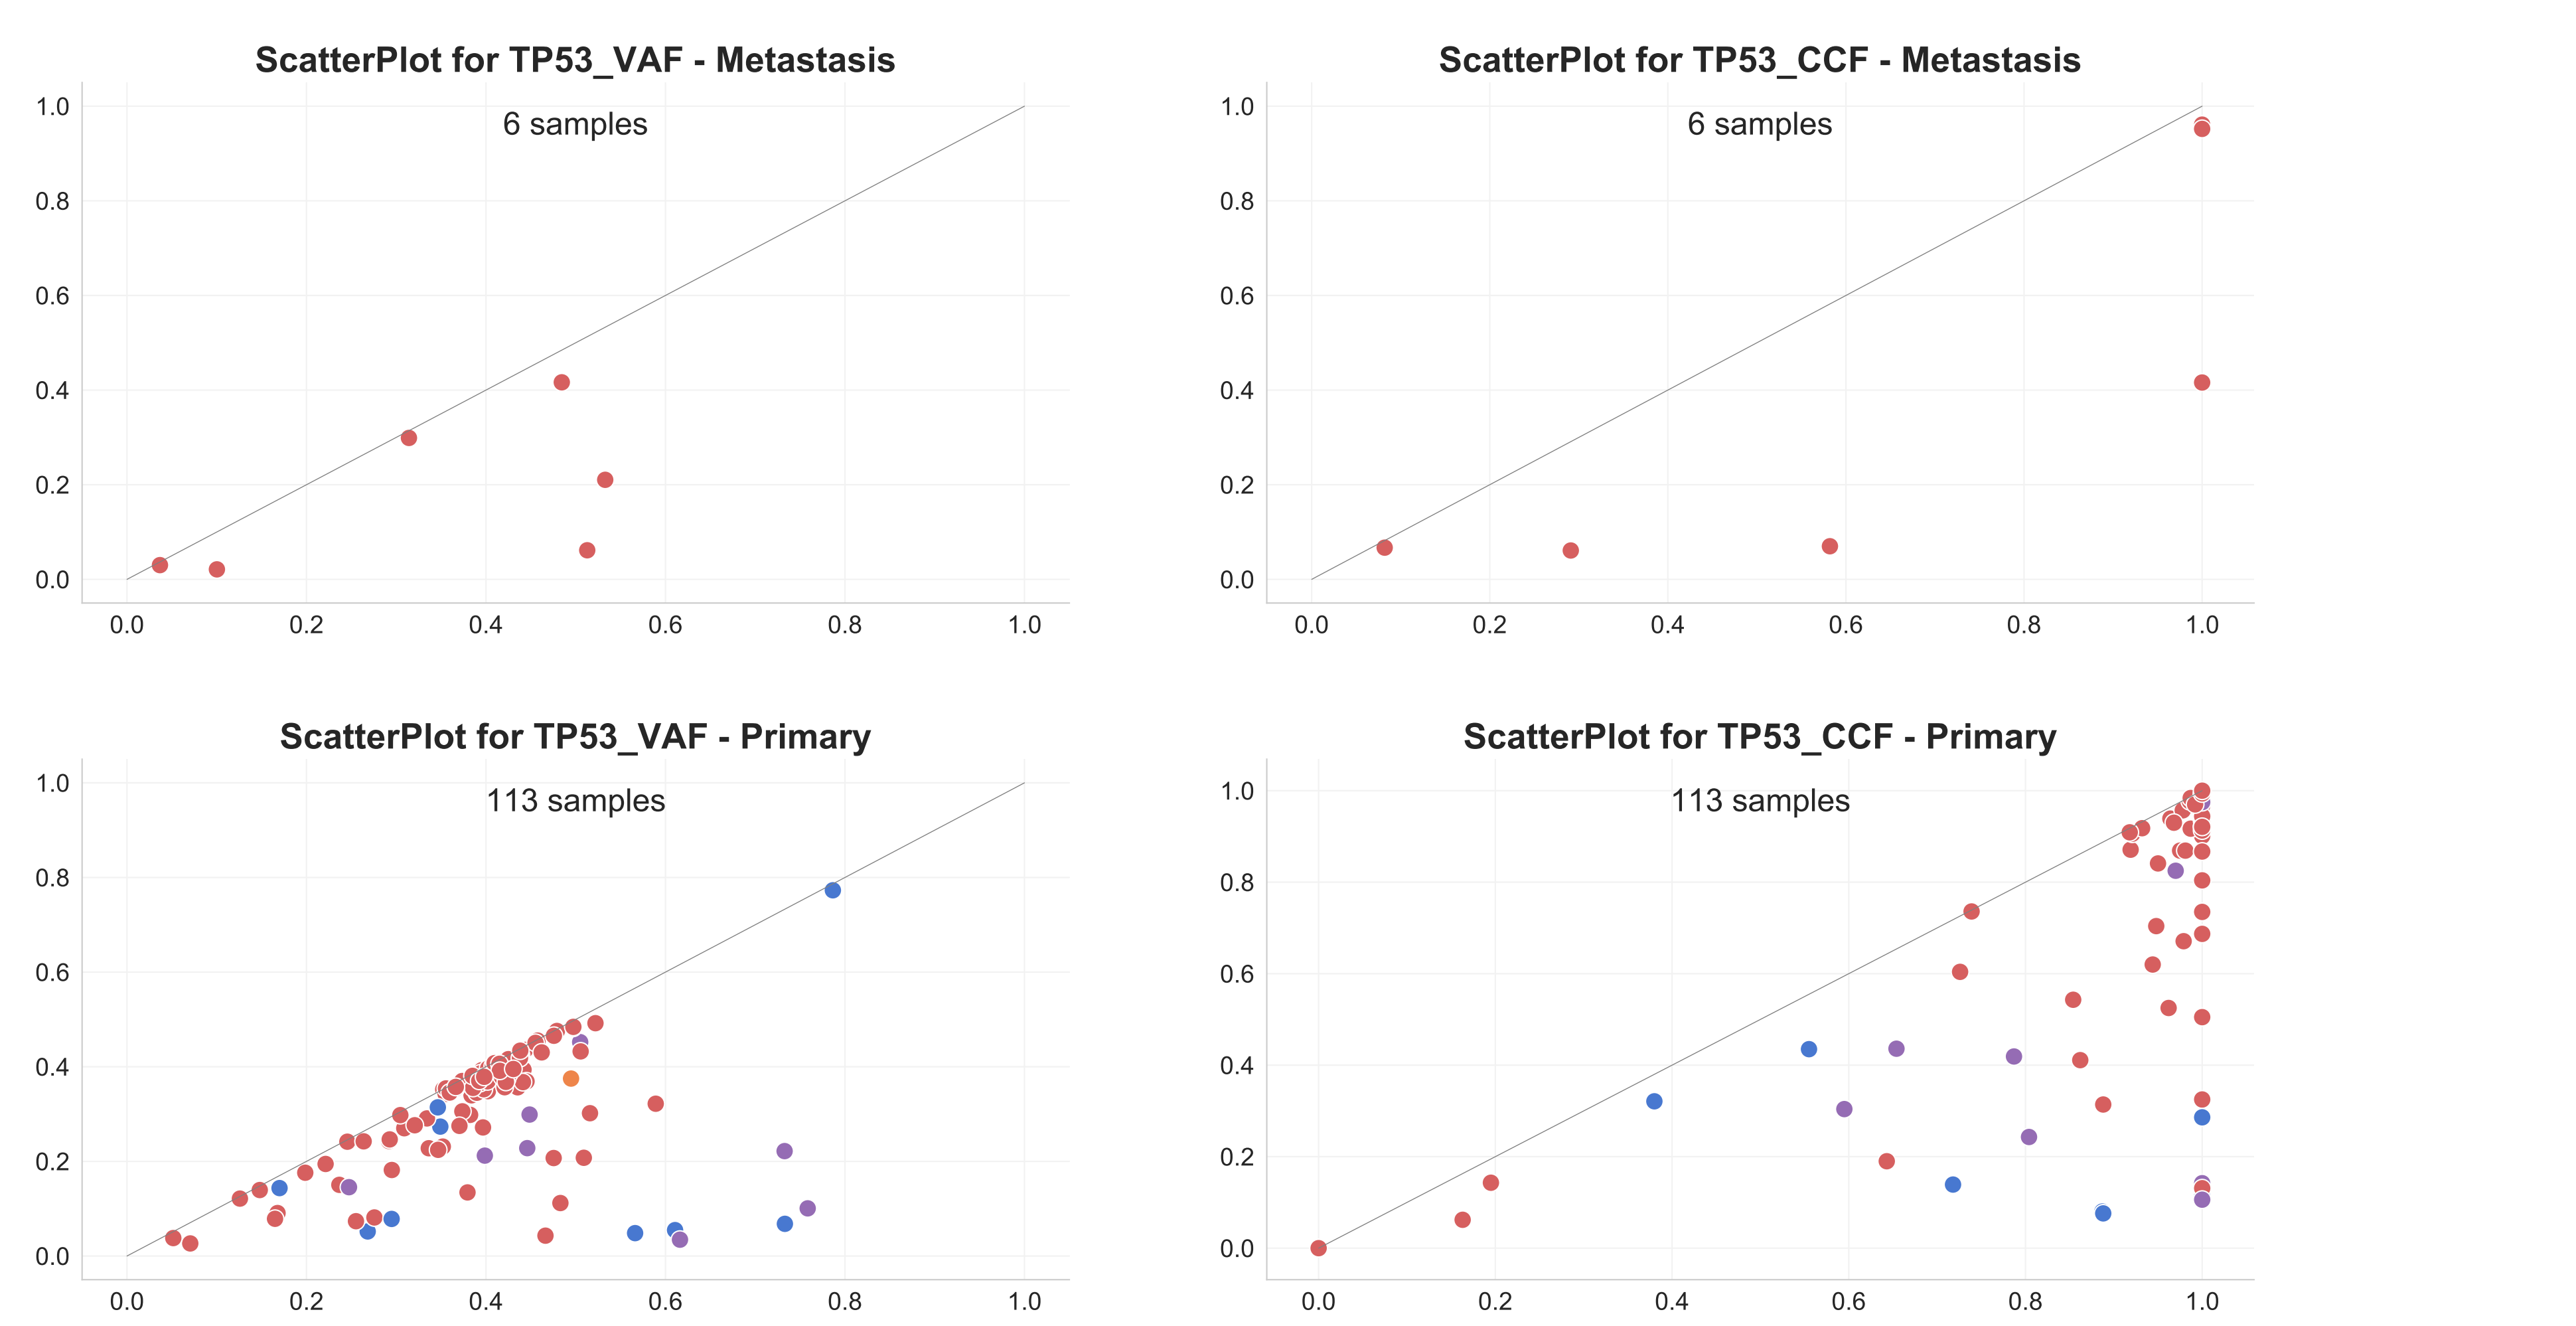 ScatterPlot for TP53_VAF - Metastasis
1.0
6 samples
0.8
0.6
0.4
0.2
0.0
0.0 0.2 0.4 0.6 0.8 1.0
ScatterPlot for TP53_CCF - Metastasis
1.0
6 samples
0.8
0.6
0.4
0.2
0.0
0.0 0.2 0.4 0.6 0.8 1.0
ScatterPlot for TP53_VAF - Primary
1.0
113 samples
0.8
0.6
0.4
0.2
0.0
0.0 0.2 0.4 0.6 0.8 1.0
ScatterPlot for TP53_CCF - Primary
1.0
113 samples
0.8
0.6
0.4
0.2
0.0
0.0 0.2 0.4 0.6 0.8 1.0